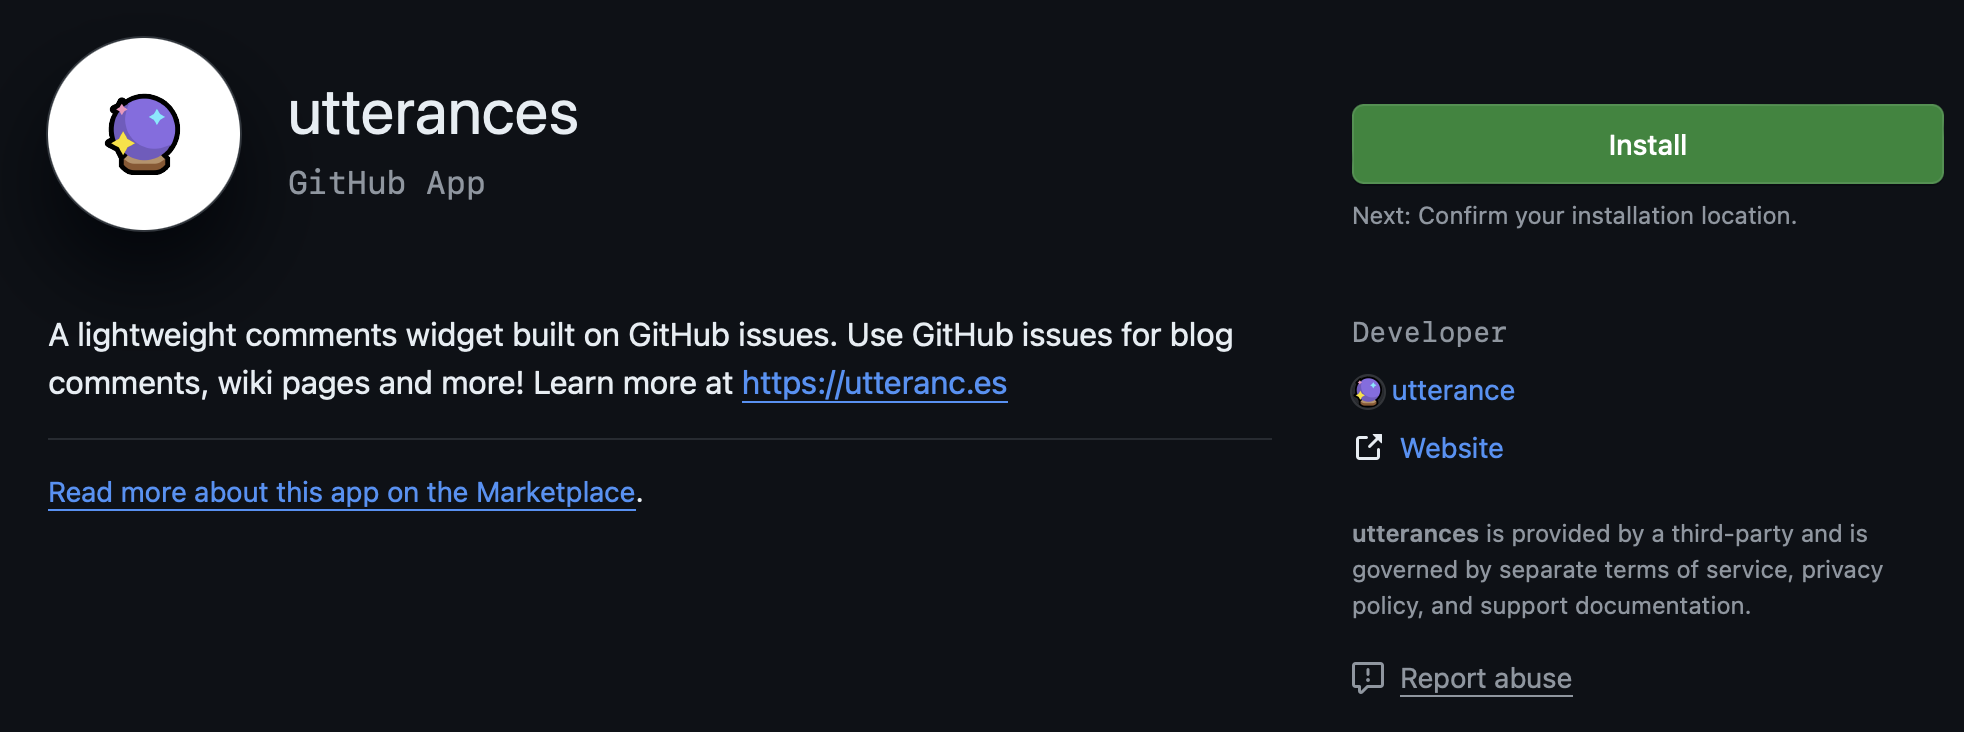 utterances
GitHub App
Install
Next: Confirm your installation location.
A lightweight comments widget built on GitHub issues. Use GitHub issues for blog
comments, wiki pages and more! Learn more at https://utteranc.es
Read more about this app on the Marketplace.
Developer
utterance
Website
utterances is provided by a third-party and is
governed by separate terms of service, privacy
policy, and support documentation.
Report abuse